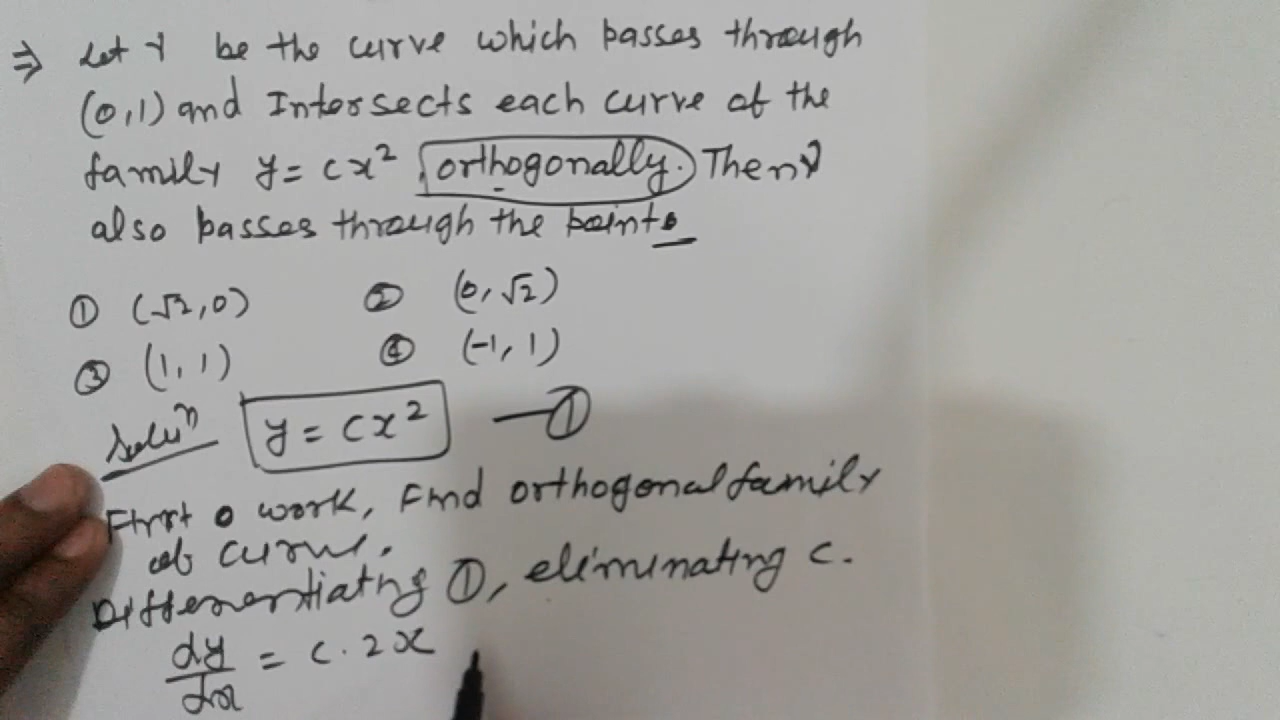 ⇒ Let γ be the curve which passes through
(0,1) and Intersects each curve of the
family y = cx² orthogonally. Then γ
also passes through the points
① (√2,0) ② (0,√2)
③ (1,1) ④ (-1,1)
Soluⁿ y = cx² —①
First work, Find orthogonal family
of curve.
Differentiating ①, eliminating c.
dy/dx = c.2x